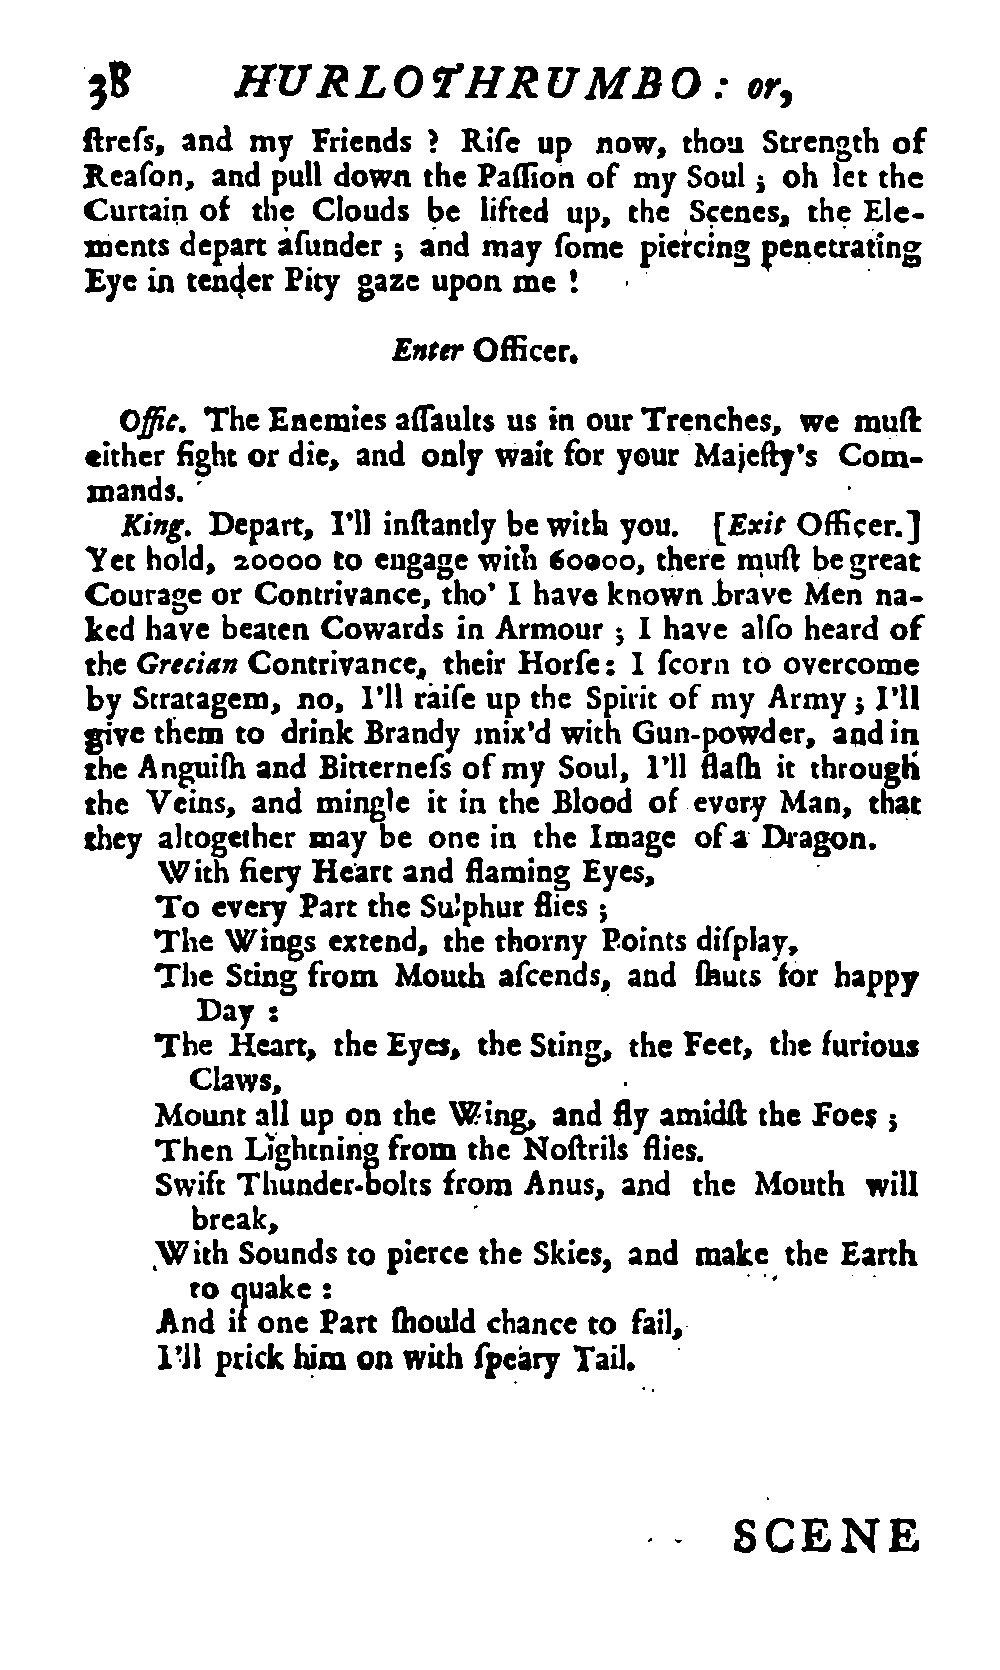 38 HURLOTHRUMBO: or,
ſtreſs, and my Friends? Riſe up now, thou Strength of
Reaſon, and pull down the Paſſion of my Soul; oh let the
Curtain of the Clouds be lifted up, the Scenes, the Ele-
ments depart aſunder; and may ſome piercing penetrating
Eye in tender Pity gaze upon me!
Enter Officer.
Offic. The Enemies aſſaults us in our Trenches, we muſt
either fight or die, and only wait for your Majeſty's Com-
mands.
King. Depart, I'll inſtantly be with you. [Exit Officer.]
Yet hold, 20000 to engage with 60000, there muſt be great
Courage or Contrivance, tho' I have known brave Men na-
ked have beaten Cowards in Armour; I have alſo heard of
the Grecian Contrivance, their Horſe: I ſcorn to overcome
by Stratagem, no, I'll raiſe up the Spirit of my Army; I'll
give them to drink Brandy mix'd with Gun-powder, and in
the Anguiſh and Bitterneſs of my Soul, I'll flaſh it through
the Veins, and mingle it in the Blood of every Man, that
they altogether may be one in the Image of a Dragon.
With fiery Heart and flaming Eyes,
To every Part the Sulphur flies;
The Wings extend, the thorny Points diſplay,
The Sting from Mouth aſcends, and ſhuts for happy
Day:
The Heart, the Eyes, the Sting, the Feet, the furious
Claws,
Mount all up on the Wing, and fly amidſt the Foes;
Then Lightning from the Noſtrils flies.
Swift Thunder-bolts from Anus, and the Mouth will
break,
With Sounds to pierce the Skies, and make the Earth
to quake:
And if one Part ſhould chance to fail,
I'll prick him on with ſpeary Tail.
SCENE